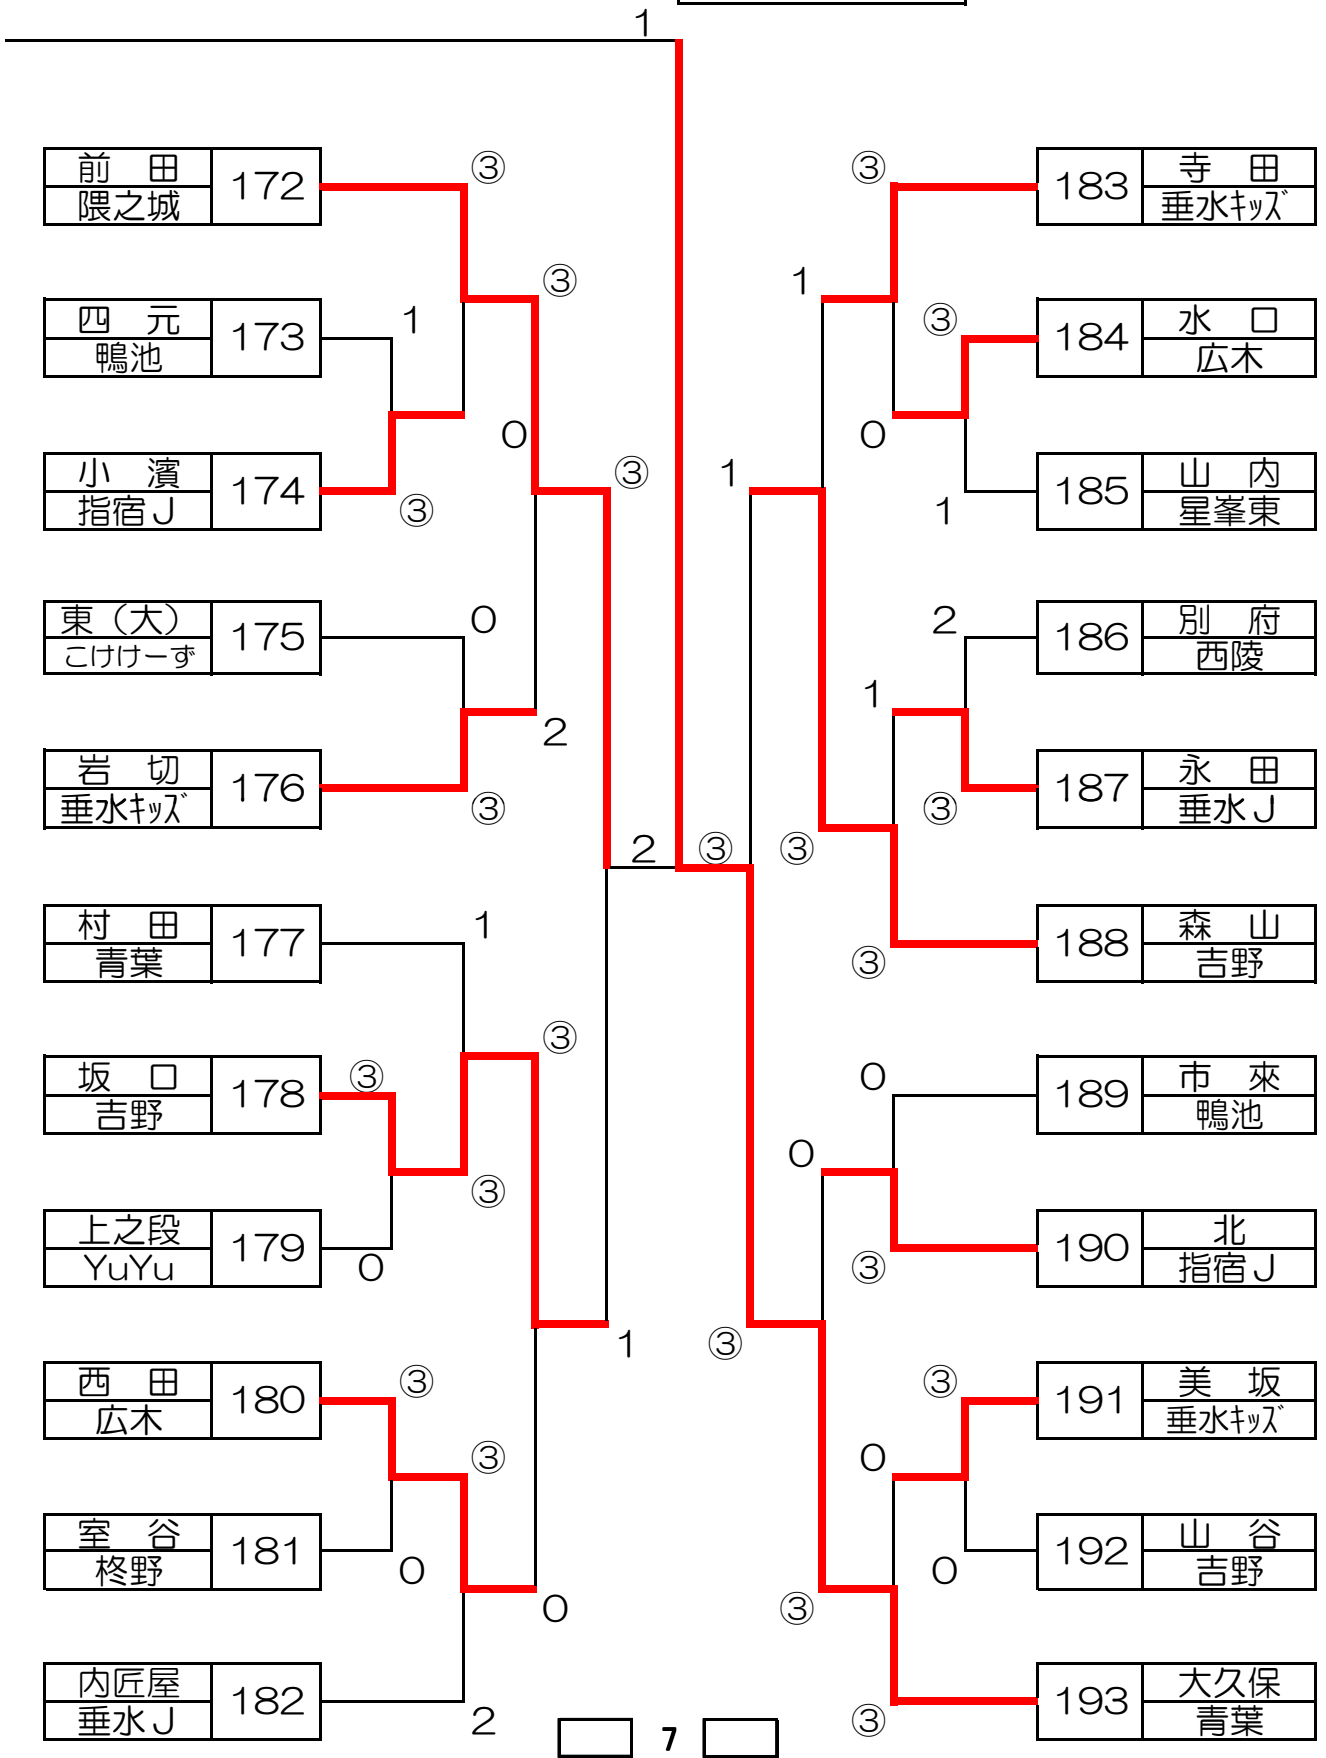 1
前　田 172 ③
隈之城
③
四　元 173 1
鴨池
0
小　濱 174 ③
指宿J
③
東（大） 175 0
こけけーず
2
岩　切 176 ③
垂水キッズ
2
村　田 177 1
青葉
③
坂　口 178 ③
吉野
③
上之段 179 0
YuYu
1
西　田 180 ③
広木
③
室　谷 181 0
柊野
0
内匠屋 182 2
垂水J
③ 183 寺　田
垂水キッズ
1
③ 184 水　口
広木
0
1 185 山　内
星峯東
1
2 186 別　府
西陵
1
③ 187 永　田
垂水J
③ ③
③ 188 森　山
吉野
0 189 市　來
鴨池
0
③ 190 北
指宿J
③
③ 191 美　坂
垂水キッズ
0
0 192 山　谷
吉野
③
③ 193 大久保
青葉
7